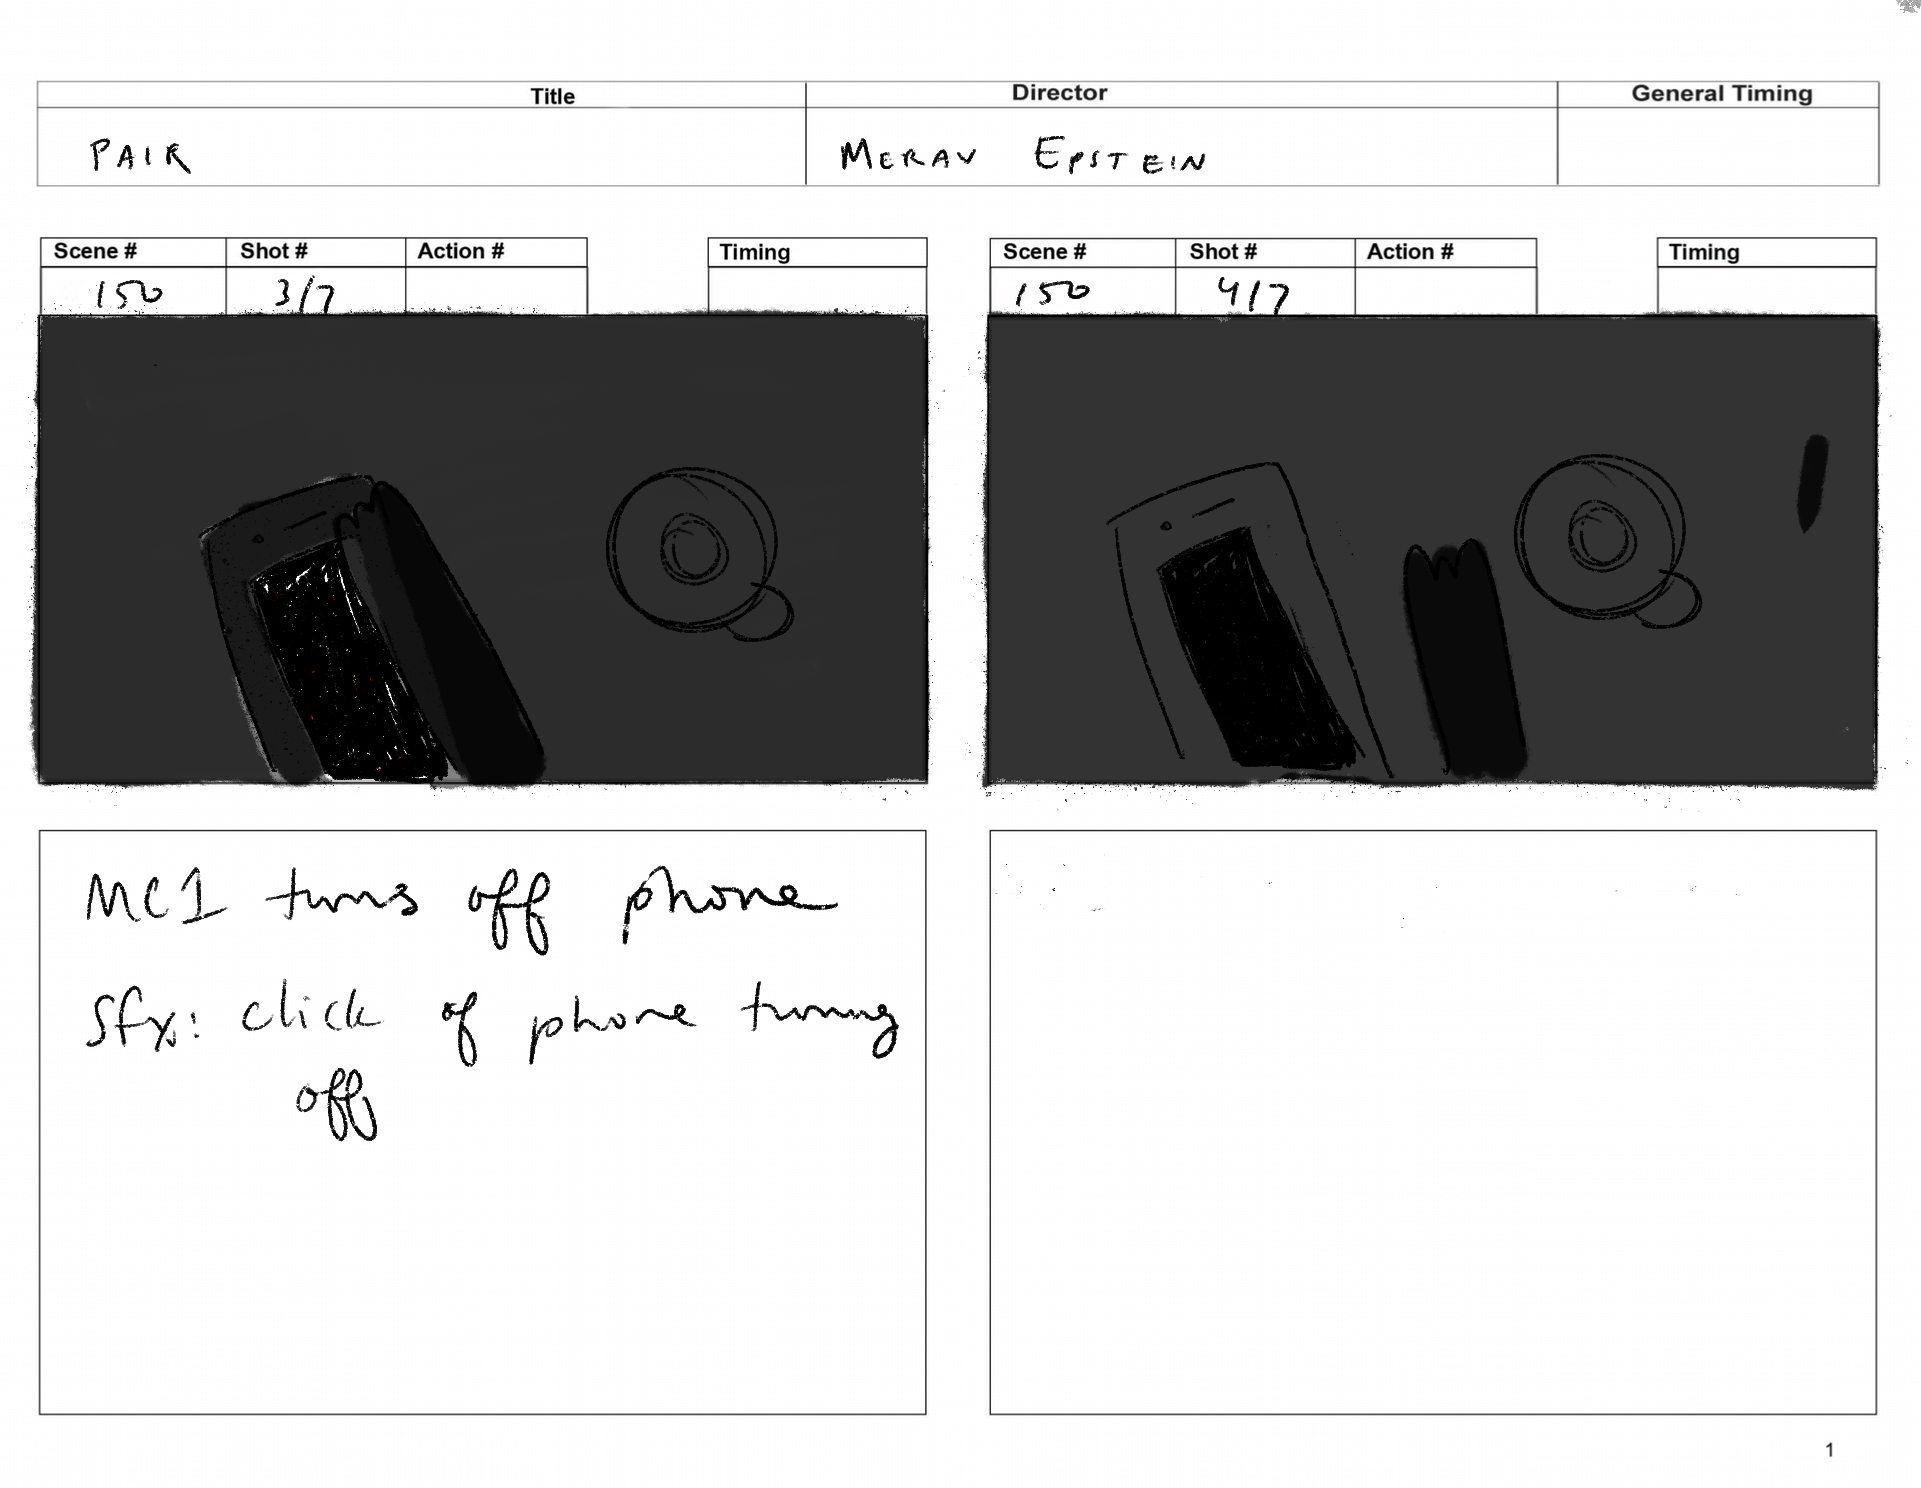 Title Director General Timing
PAIR MERAV EPSTEIN
Scene # Shot # Action # Timing
150 3/7
Scene # Shot # Action # Timing
150 4/7
MC1 turns off phone
Sfx: click of phone turning
off
1